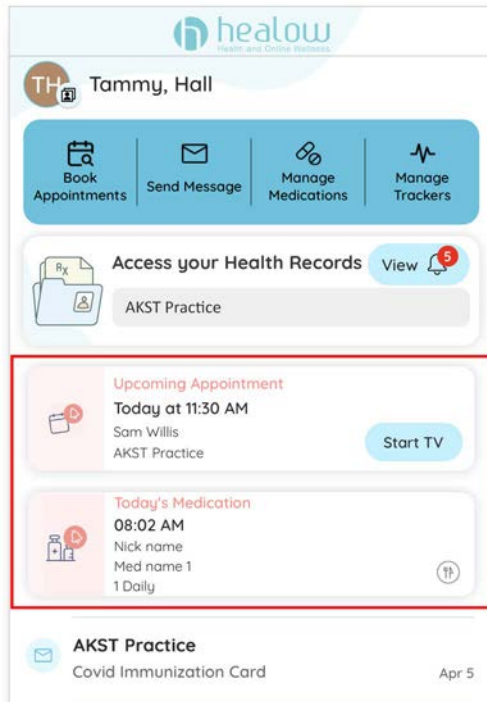 healow
Health and Online Wellness
TH
Tammy, Hall
Book
Appointments
Send Message
Manage
Medications
Manage
Trackers
Rx
Access your Health Records
View
5
AKST Practice
Upcoming Appointment
Today at 11:30 AM
Sam Willis
AKST Practice
Start TV
Today's Medication
08:02 AM
Nick name
Med name 1
1 Daily
AKST Practice
Covid Immunization Card
Apr 5